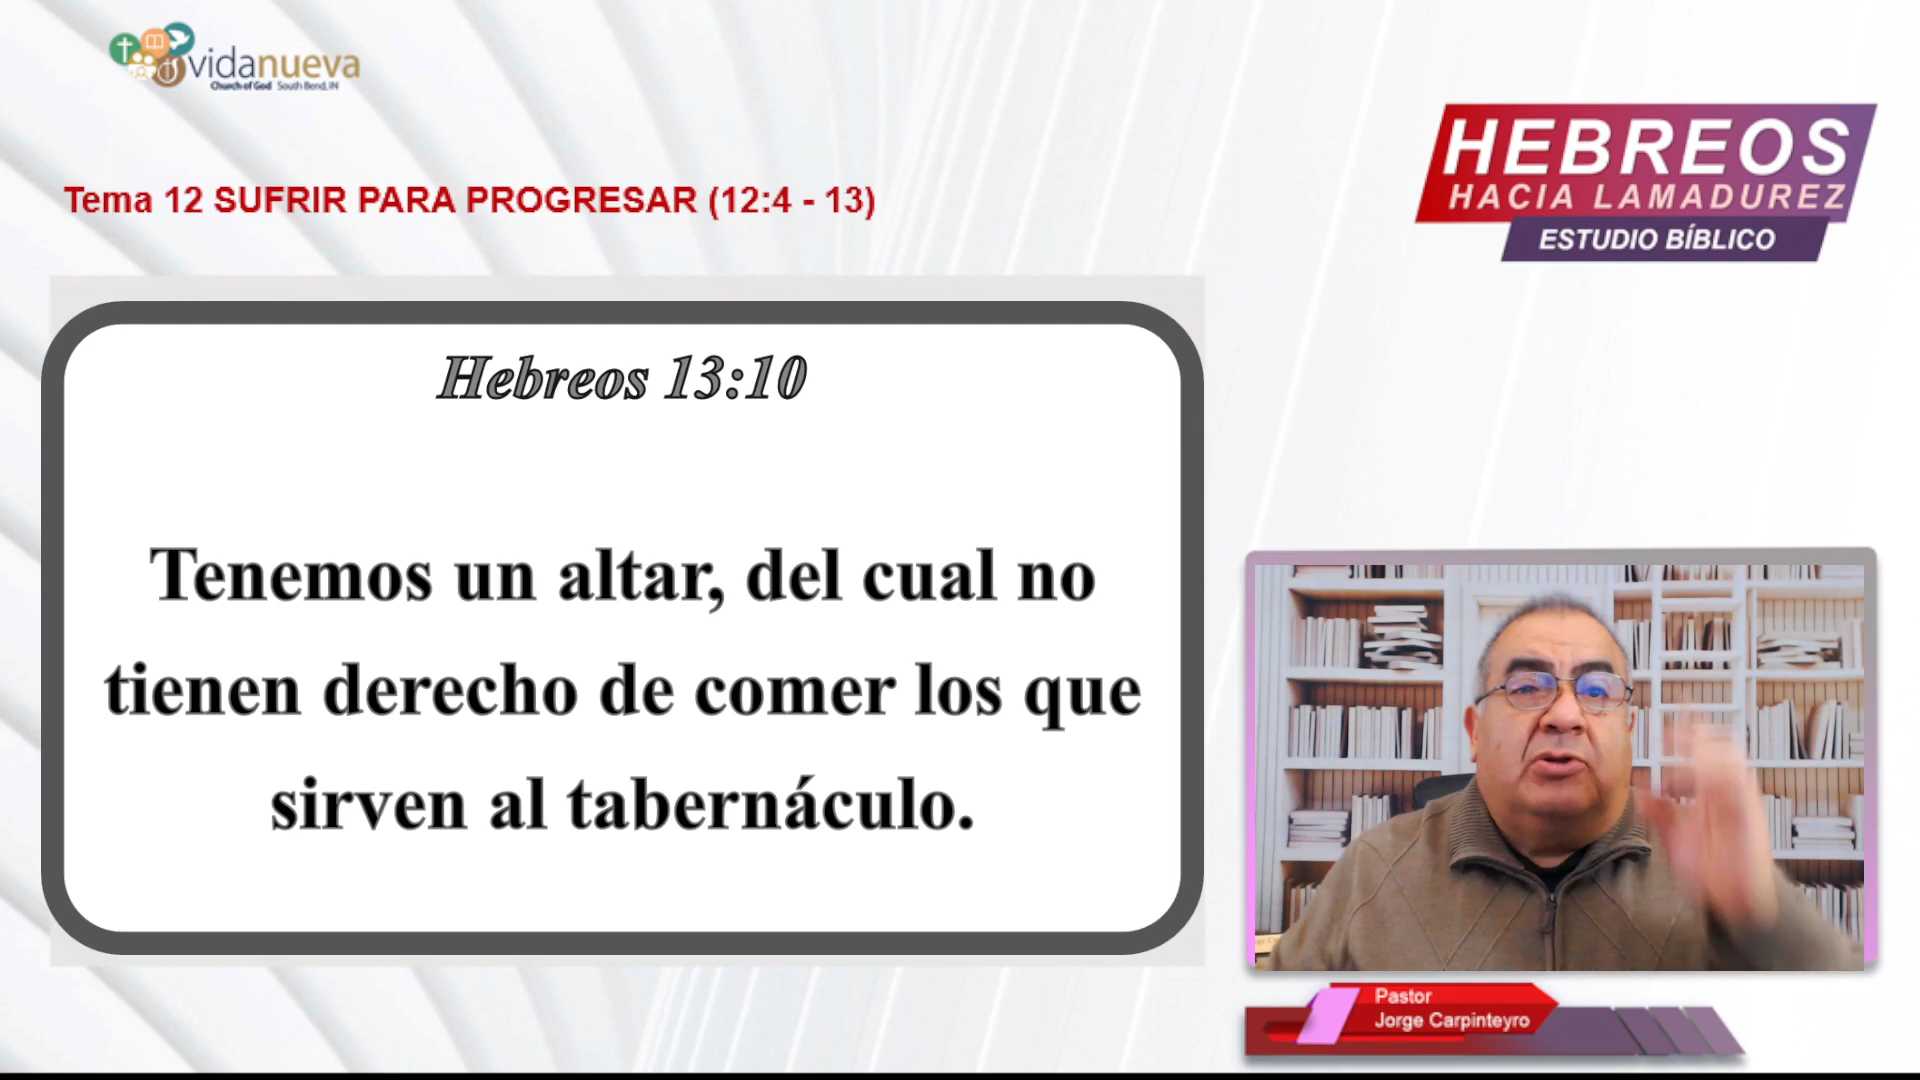 vidanueva
Church of God South Bend, IN
HEBREOS
HACIA LAMADUREZ
ESTUDIO BÍBLICO
Tema 12 SUFRIR PARA PROGRESAR (12:4 - 13)
Hebreos 13:10
Tenemos un altar, del cual no
tienen derecho de comer los que
sirven al tabernáculo.
Pastor
Jorge Carpinteyro